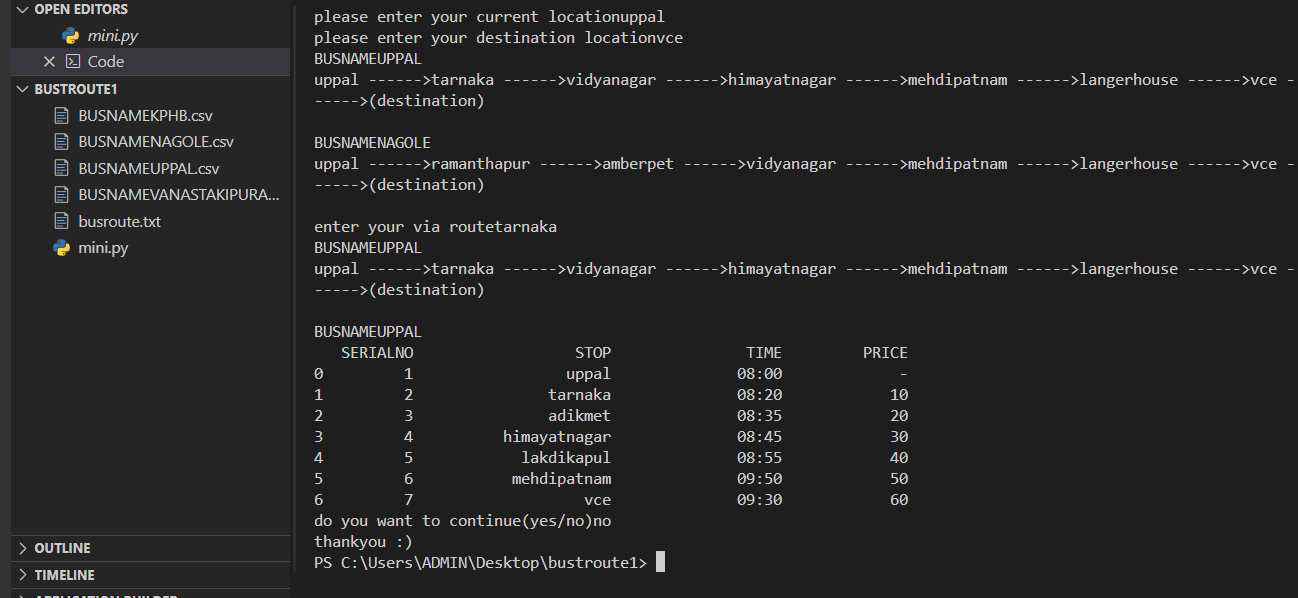 OPEN EDITORS
mini.py
Code
BUSTROUTE1
BUSNAMEKPHB.csv
BUSNAMENAGOLE.csv
BUSNAMEUPPAL.csv
BUSNAMEVANASTAKIPURA...
busroute.txt
mini.py
OUTLINE
TIMELINE
APPLICATION BUILDER
please enter your current locationuppal
please enter your destination locationvce
BUSNAMEUPPAL
uppal ------>tarnaka ------>vidyanagar ------>himayatnagar ------>mehdipatnam ------>langerhouse ------>vce -
----->(destination)
BUSNAMENAGOLE
uppal ------>ramanthapur ------>amberpet ------>vidyanagar ------>mehdipatnam ------>langerhouse ------>vce -
----->(destination)
enter your via routetarnaka
BUSNAMEUPPAL
uppal ------>tarnaka ------>vidyanagar ------>himayatnagar ------>mehdipatnam ------>langerhouse ------>vce -
----->(destination)
BUSNAMEUPPAL
SERIALNO STOP TIME PRICE
0 1 uppal 08:00 -
1 2 tarnaka 08:20 10
2 3 adikmet 08:35 20
3 4 himayatnagar 08:45 30
4 5 lakdikapul 08:55 40
5 6 mehdipatnam 09:50 50
6 7 vce 09:30 60
do you want to continue(yes/no)no
thankyou :)
PS C:\Users\ADMIN\Desktop\bustroute1>